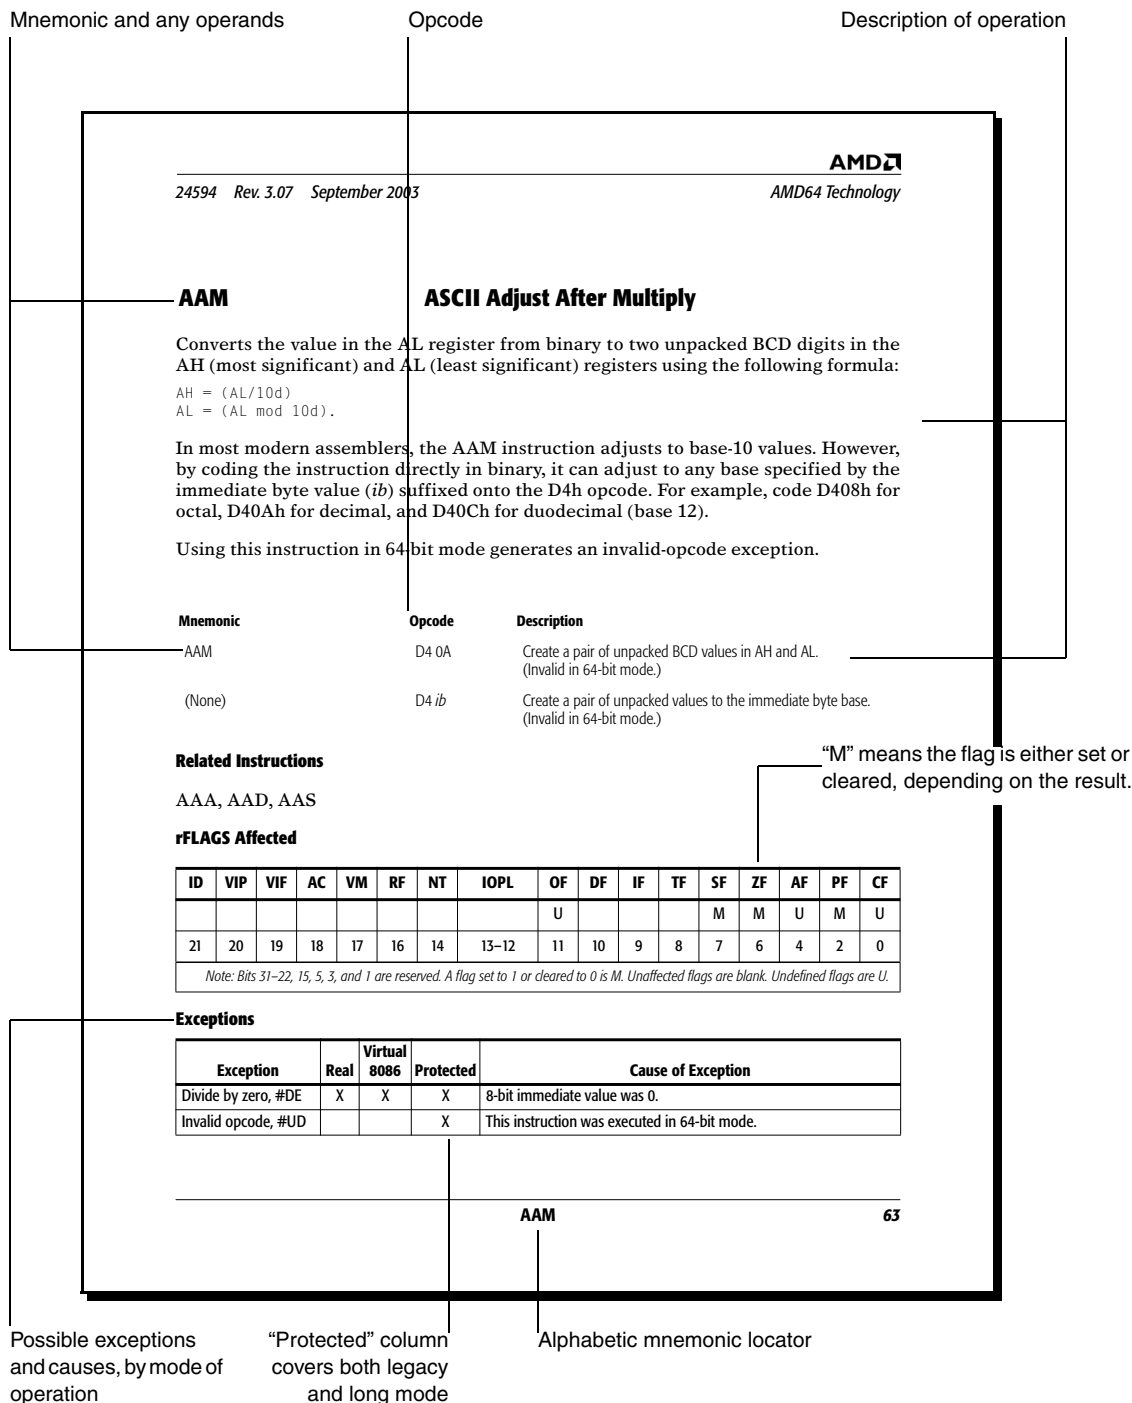 Mnemonic and any operands
Opcode
Description of operation
AMD
24594 Rev. 3.07 September 2003
AMD64 Technology
AAM
ASCII Adjust After Multiply
Converts the value in the AL register from binary to two unpacked BCD digits in the
AH (most significant) and AL (least significant) registers using the following formula:
AH = (AL/10d)
AL = (AL mod 10d).
In most modern assemblers, the AAM instruction adjusts to base-10 values. However,
by coding the instruction directly in binary, it can adjust to any base specified by the
immediate byte value (ib) suffixed onto the D4h opcode. For example, code D408h for
octal, D40Ah for decimal, and D40Ch for duodecimal (base 12).
Using this instruction in 64-bit mode generates an invalid-opcode exception.
Mnemonic Opcode Description
AAM D4 0A Create a pair of unpacked BCD values in AH and AL.
(Invalid in 64-bit mode.)
(None) D4 ib Create a pair of unpacked values to the immediate byte base.
(Invalid in 64-bit mode.)
“M” means the flag is either set or
cleared, depending on the result.
Related Instructions
AAA, AAD, AAS
rFLAGS Affected
ID VIP VIF AC VM RF NT IOPL OF DF IF TF SF ZF AF PF CF
U M M U M U
21 20 19 18 17 16 14 13–12 11 10 9 8 7 6 4 2 0
Note: Bits 31–22, 15, 5, 3, and 1 are reserved. A flag set to 1 or cleared to 0 is M. Unaffected flags are blank. Undefined flags are U.
Exceptions
Exception Real Virtual 8086 Protected Cause of Exception
Divide by zero, #DE X X X 8-bit immediate value was 0.
Invalid opcode, #UD X This instruction was executed in 64-bit mode.
AAM
63
Possible exceptions
and causes, by mode of
operation
“Protected” column
covers both legacy
and long mode
Alphabetic mnemonic locator